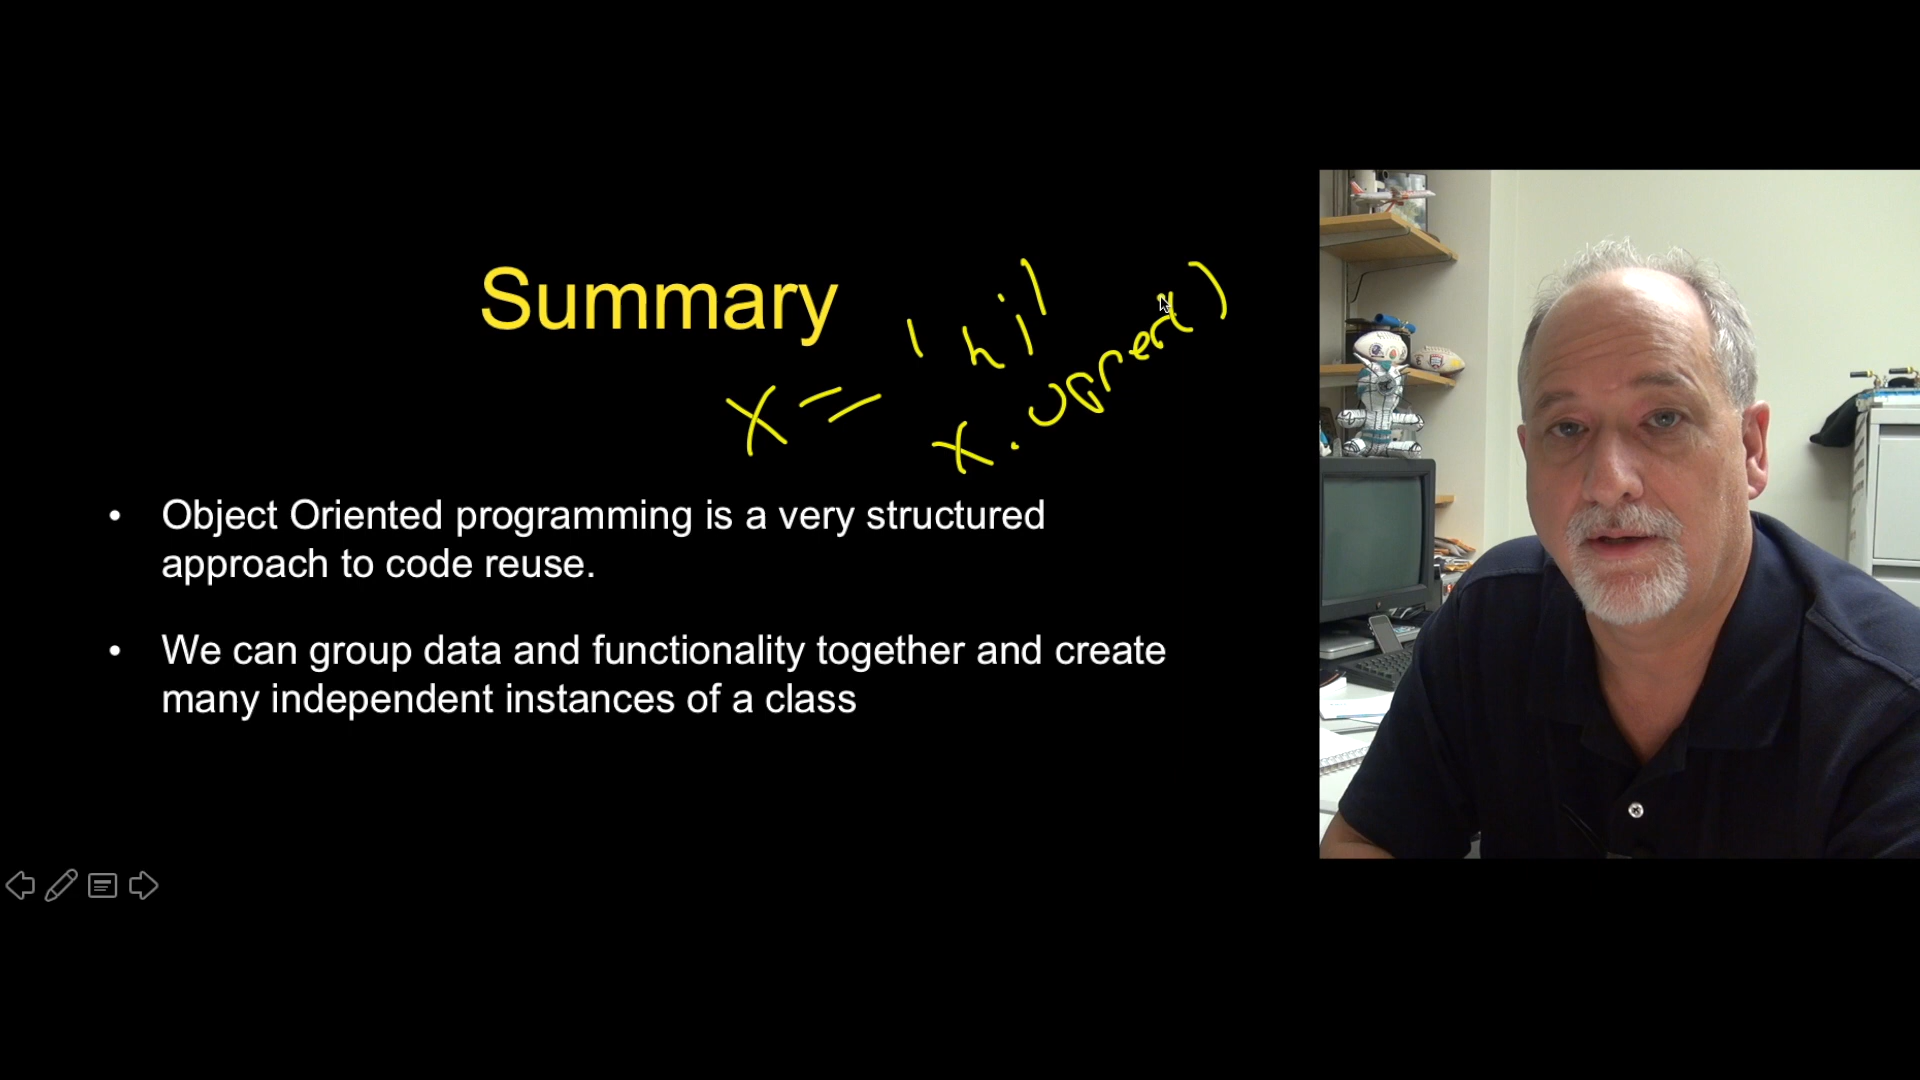 Summary
x = 'hi'
x.upper()
• Object Oriented programming is a very structured
approach to code reuse.
• We can group data and functionality together and create
many independent instances of a class